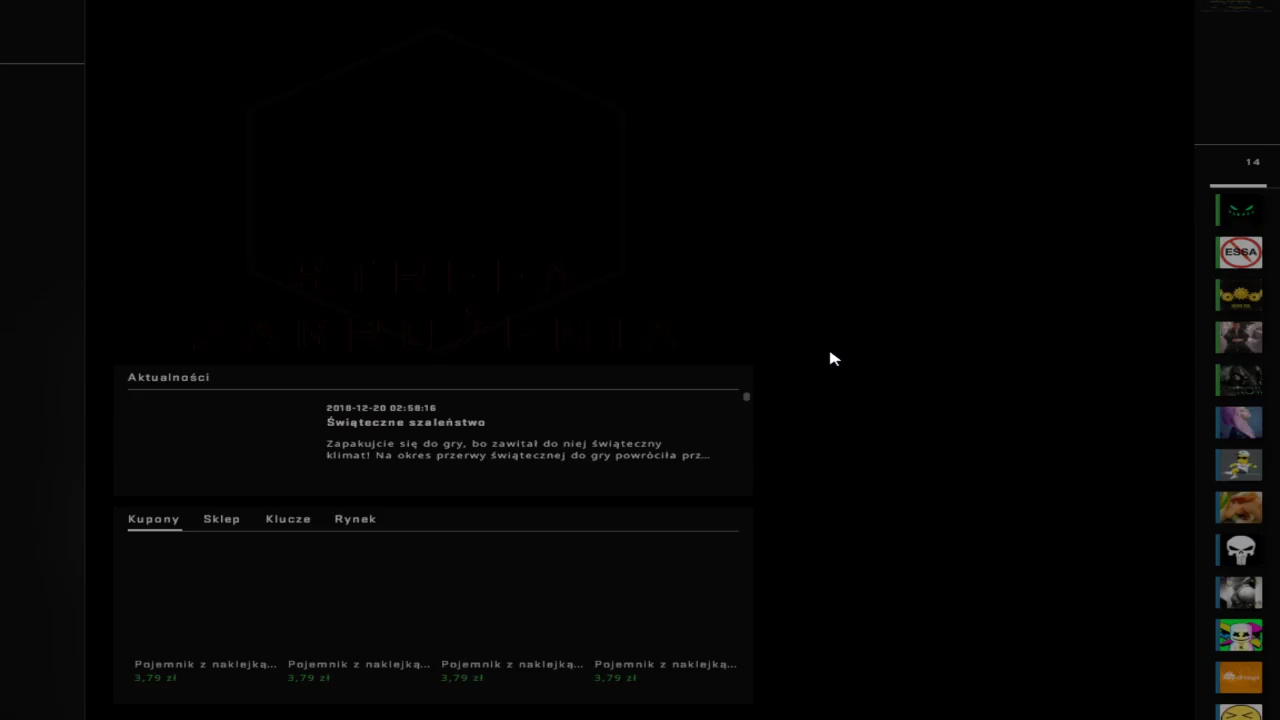 14
ESSA
Aktualności
2018-12-20 02:58:16
Świąteczne szaleństwo
Zapakujcie się do gry, bo zawitał do niej świąteczny
klimat! Na okres przerwy świątecznej do gry powróciła prz...
Kupony Sklep Klucze Rynek
Pojemnik z naklejką... Pojemnik z naklejką... Pojemnik z naklejką... Pojemnik z naklejką...
3,79 zł 3,79 zł 3,79 zł 3,79 zł